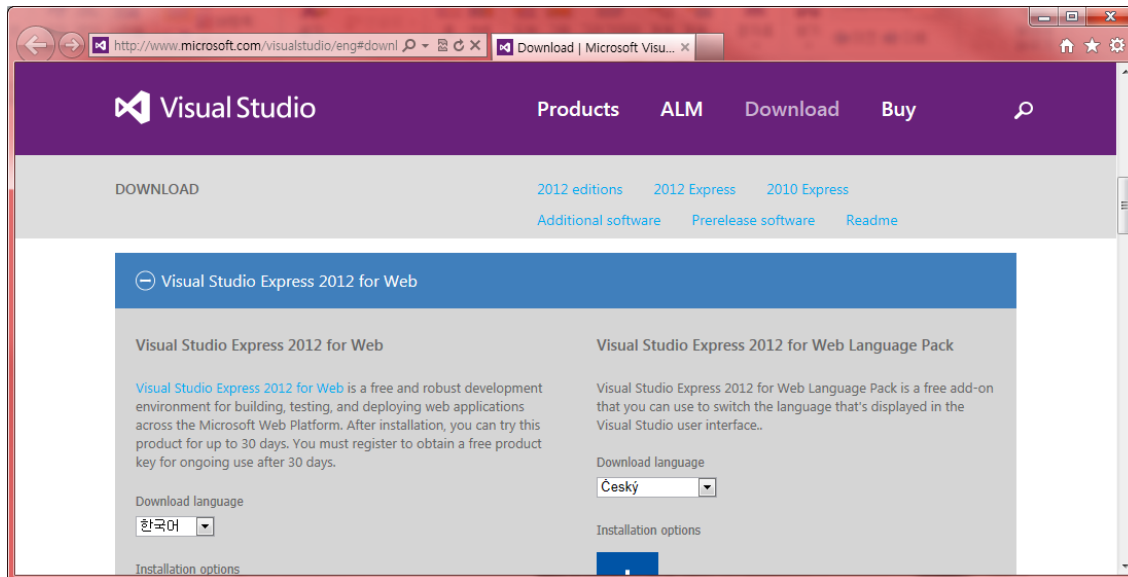 http://www.microsoft.com/visualstudio/eng#downl
Download | Microsoft Visu...
Visual Studio
Products ALM Download Buy
DOWNLOAD
2012 editions 2012 Express 2010 Express
Additional software Prerelease software Readme
Visual Studio Express 2012 for Web
Visual Studio Express 2012 for Web
Visual Studio Express 2012 for Web is a free and robust development
environment for building, testing, and deploying web applications
across the Microsoft Web Platform. After installation, you can try this
product for up to 30 days. You must register to obtain a free product
key for ongoing use after 30 days.
Download language
한국어
Installation options
Visual Studio Express 2012 for Web Language Pack
Visual Studio Express 2012 for Web Language Pack is a free add-on
that you can use to switch the language that's displayed in the
Visual Studio user interface..
Download language
Český
Installation options